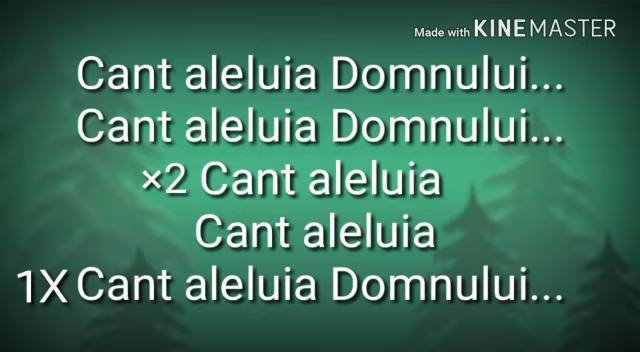 Made with KINEMASTER
Cant aleluia Domnului...
Cant aleluia Domnului...
×2 Cant aleluia
Cant aleluia
1X Cant aleluia Domnului...